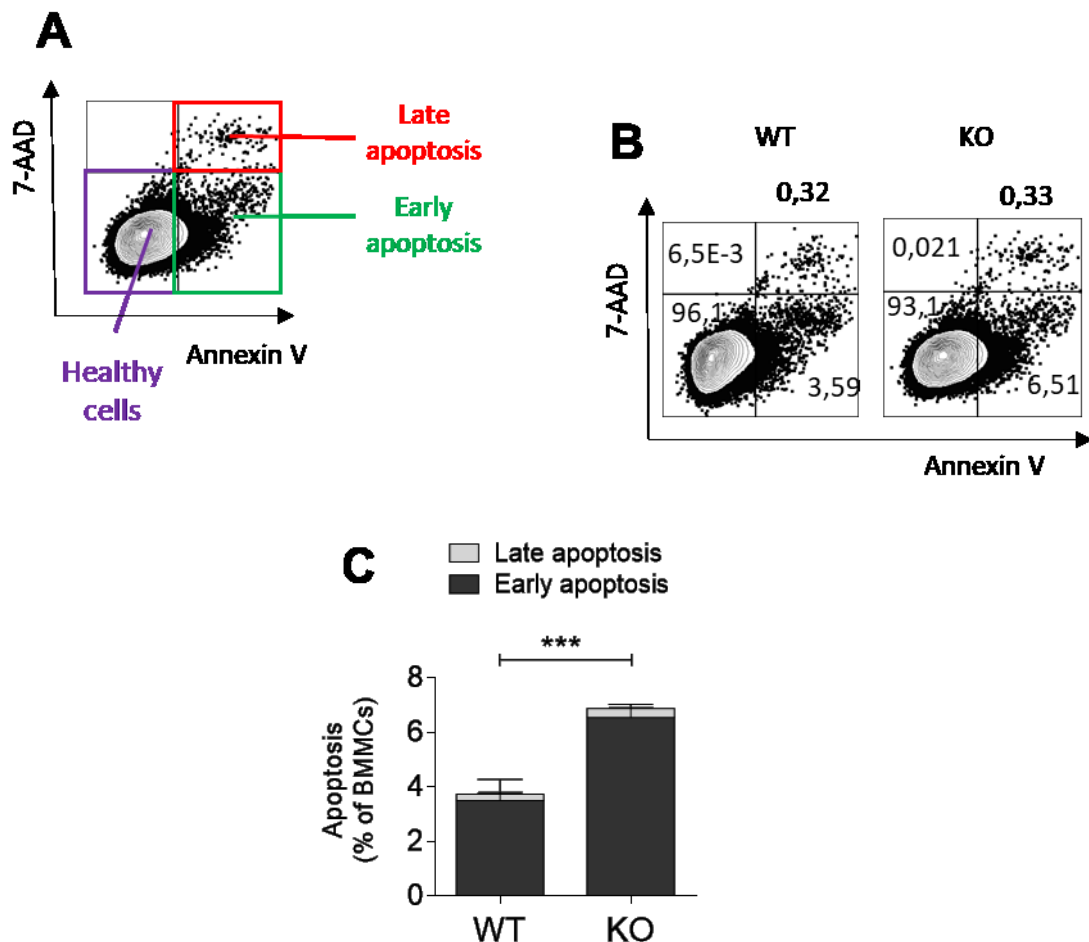 A
7-AAD
Late
apoptosis
Early
apoptosis
Healthy
cells
Annexin V
B
WT
KO
0,32
0,33
7-AAD
6,5E-3
0,021
96,1
93,1
3,59
6,51
Annexin V
C
Late apoptosis
Early apoptosis
***
Apoptosis
(% of BMMCs)
8
6
4
2
0
WT
KO